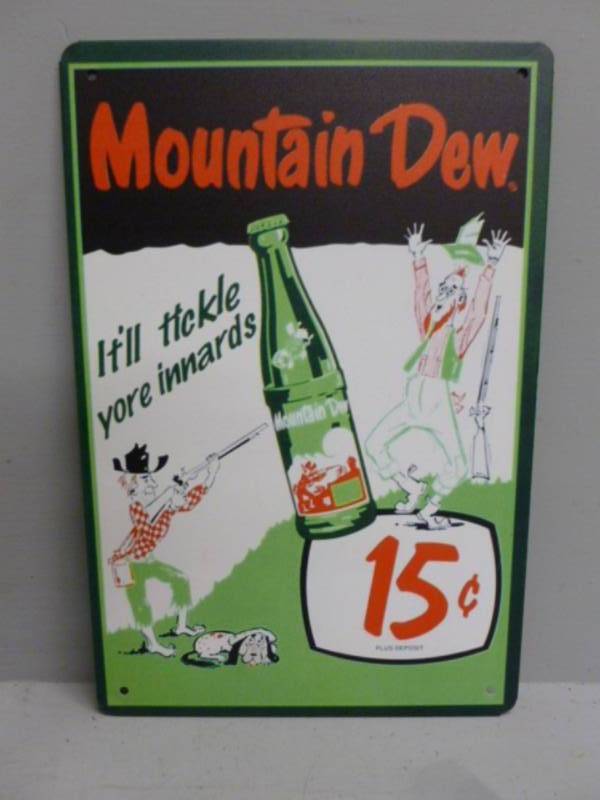 Mountain Dew
It'll tickle
yore innards
Mountain Dew
15¢
PLUS DEPOSIT